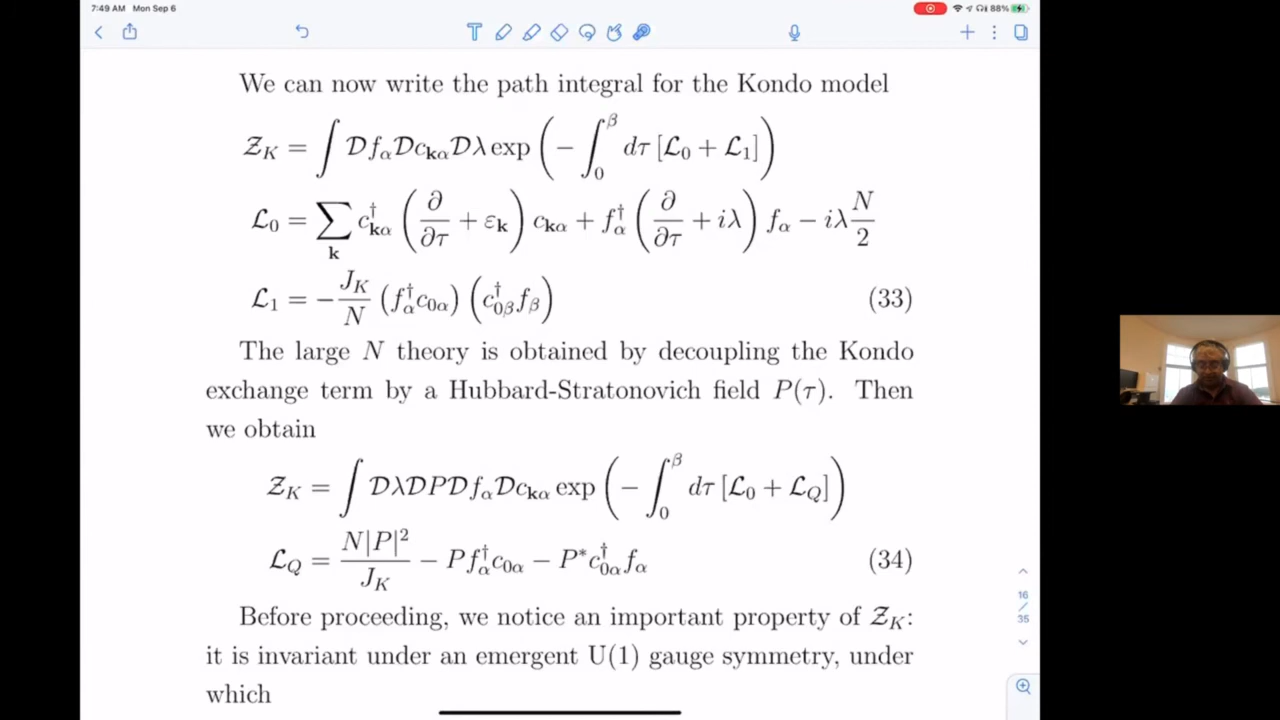 7:49 AM Mon Sep 6
88%
We can now write the path integral for the Kondo model
𝒵_K = ∫ 𝒟f_α 𝒟c_{𝐤α} 𝒟λ exp ( − ∫_0^β dτ [ℒ_0 + ℒ_1] )
ℒ_0 = ∑_𝐤 c^†_{𝐤α} ( ∂/∂τ + ε_𝐤 ) c_{𝐤α} + f^†_α ( ∂/∂τ + iλ ) f_α − iλ N/2
ℒ_1 = − J_K/N (f^†_α c_{0α}) (c^†_{0β} f_β) (33)
The large N theory is obtained by decoupling the Kondo
exchange term by a Hubbard-Stratonovich field P(τ). Then
we obtain
𝒵_K = ∫ 𝒟λ𝒟P𝒟f_α 𝒟c_{𝐤α} exp ( − ∫_0^β dτ [ℒ_0 + ℒ_Q] )
ℒ_Q = N|P|^2/J_K − P f^†_α c_{0α} − P^* c^†_{0α} f_α (34)
16
/
35
Before proceeding, we notice an important property of 𝒵_K:
it is invariant under an emergent U(1) gauge symmetry, under
which